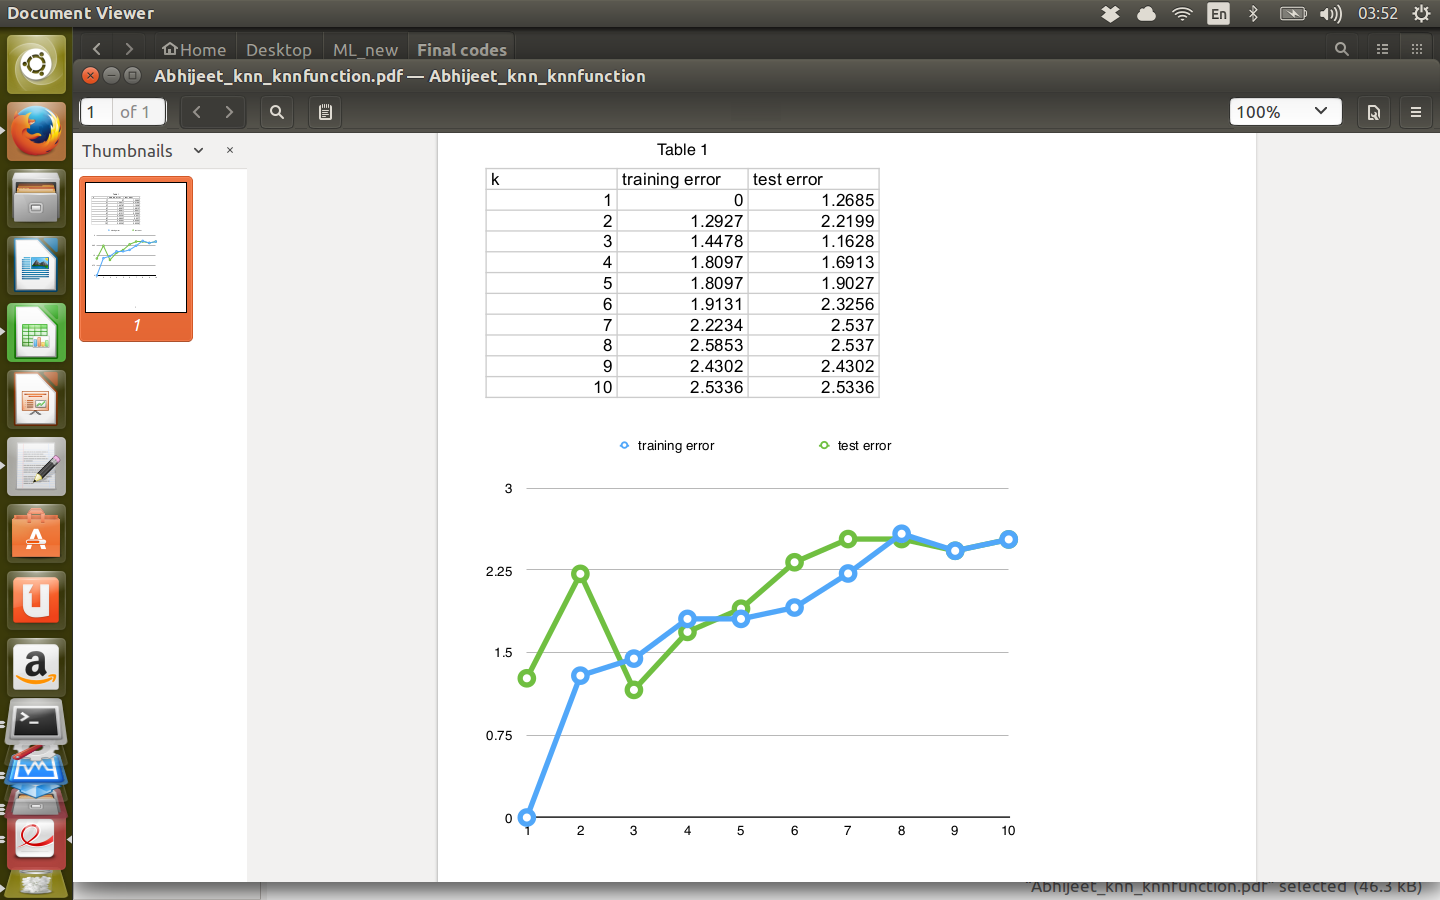 Document Viewer
En
03:52
Home Desktop ML_new Final codes
Abhijeet_knn_knnfunction.pdf — Abhijeet_knn_knnfunction
1 of 1
100%
Thumbnails
1
Table 1
k training error test error
1 0 1.2685
2 1.2927 2.2199
3 1.4478 1.1628
4 1.8097 1.6913
5 1.8097 1.9027
6 1.9131 2.3256
7 2.2234 2.537
8 2.5853 2.537
9 2.4302 2.4302
10 2.5336 2.5336
training error test error
3
2.25
1.5
0.75
0
1 2 3 4 5 6 7 8 9 10
"Abhijeet_knn_knnfunction.pdf" selected (46.3 kB)